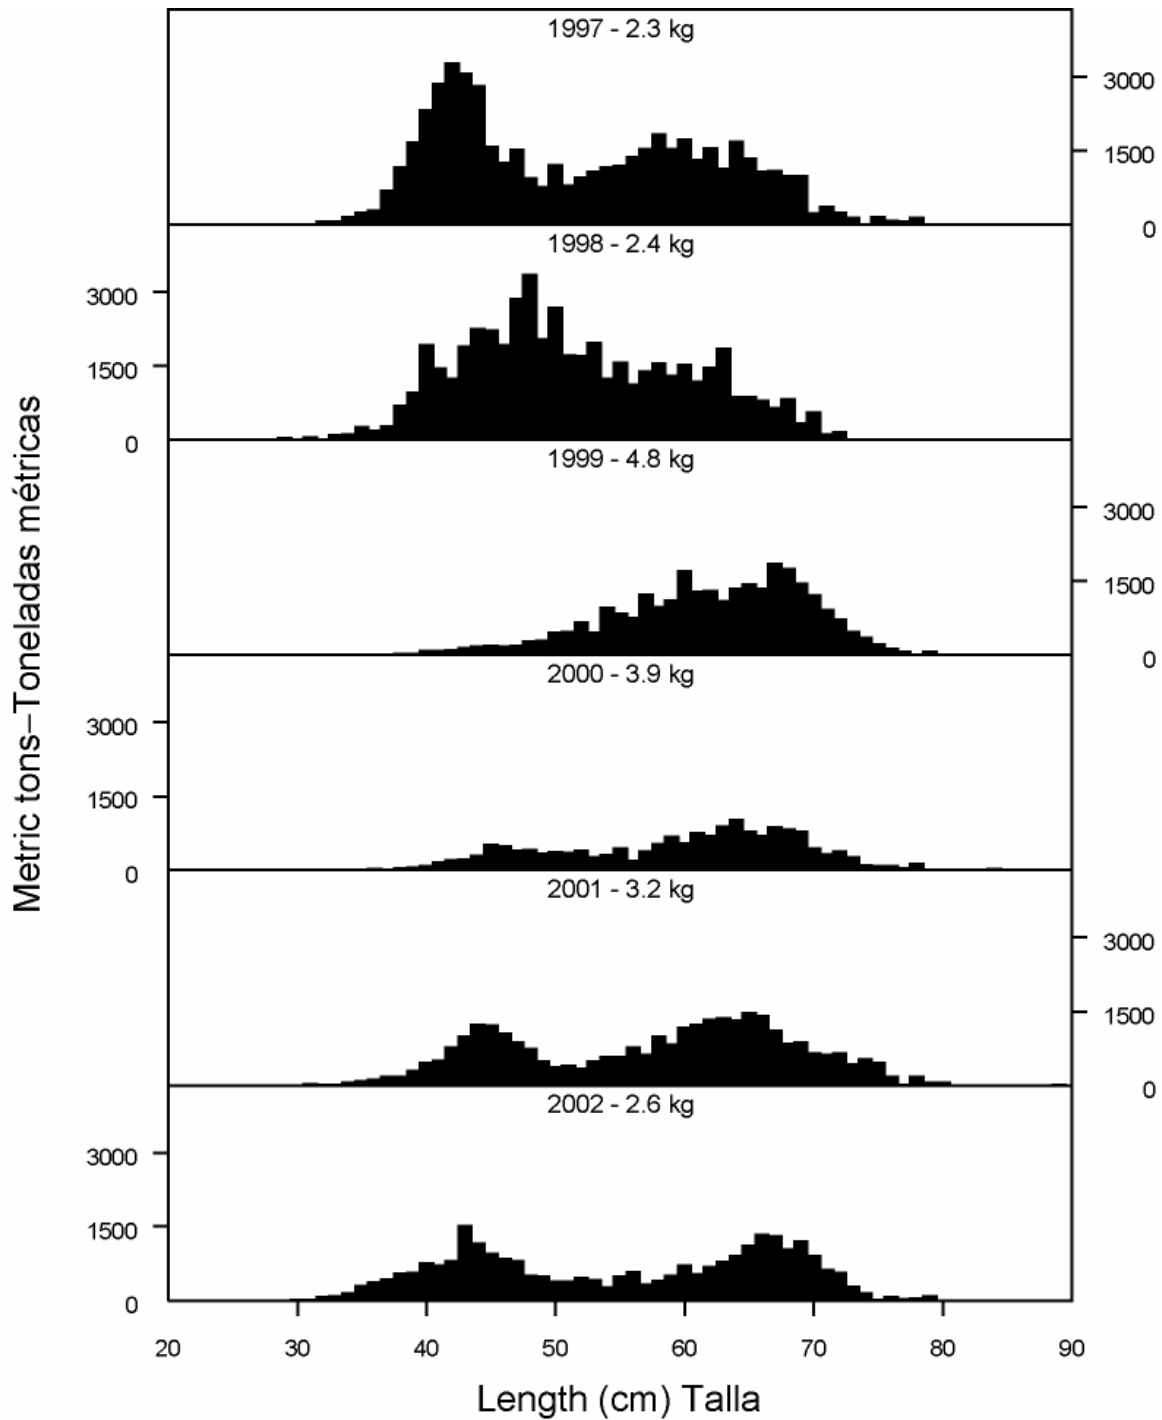 1997 - 2.3 kg
3000
1500
0
1998 - 2.4 kg
3000
1500
0
1999 - 4.8 kg
3000
1500
0
2000 - 3.9 kg
3000
1500
0
2001 - 3.2 kg
3000
1500
0
2002 - 2.6 kg
3000
1500
0
Metric tons–Toneladas métricas
20 30 40 50 60 70 80 90
Length (cm) Talla